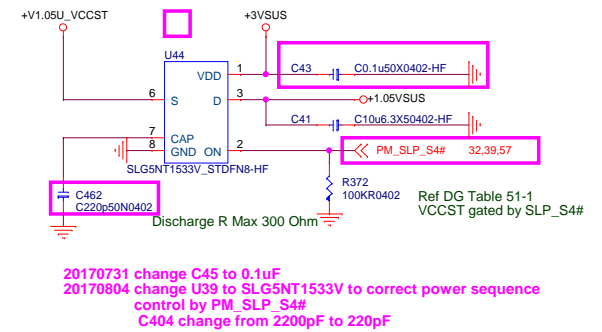 +V1.05U_VCCST
+3VSUS
U44
VDD 1
C43
C0.1u50X0402-HF
6 S
D 3
+1.05VSUS
C41
C10u6.3X50402-HF
7 CAP
8 GND
ON 2
PM_SLP_S4# 32,39,57
SLG5NT1533V_STDFN8-HF
C462
C220p50N0402
R372
100KR0402
Ref DG Table 51-1
VCCST gated by SLP_S4#
Discharge R Max 300 Ohm
20170731 change C45 to 0.1uF
20170804 change U39 to SLG5NT1533V to correct power sequence
control by PM_SLP_S4#
C404 change from 2200pF to 220pF